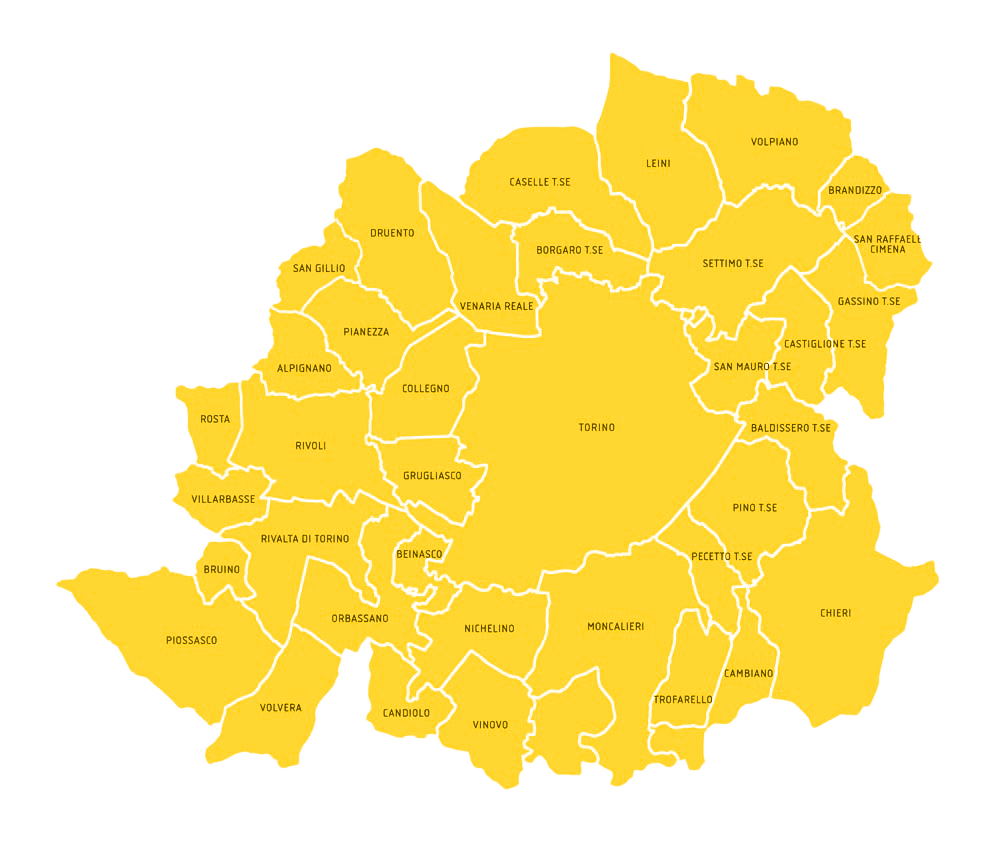 VOLPIANO
LEINI
CASELLE T.SE
BRANDIZZO
DRUENTO
SAN RAFFAELE
CIMENA
BORGARO T.SE
SETTIMO T.SE
SAN GILLIO
GASSINO T.SE
VENARIA REALE
PIANEZZA
CASTIGLIONE T.SE
ALPIGNANO
SAN MAURO T.SE
COLLEGNO
ROSTA
TORINO
BALDISSERO T.SE
RIVOLI
GRUGLIASCO
VILLARBASSE
PINO T.SE
RIVALTA DI TORINO
BEINASCO
PECETTO T.SE
BRUINO
CHIERI
ORBASSANO
NICHELINO
MONCALIERI
PIOSSASCO
CAMBIANO
TROFARELLO
VOLVERA
CANDIOLO
VINOVO